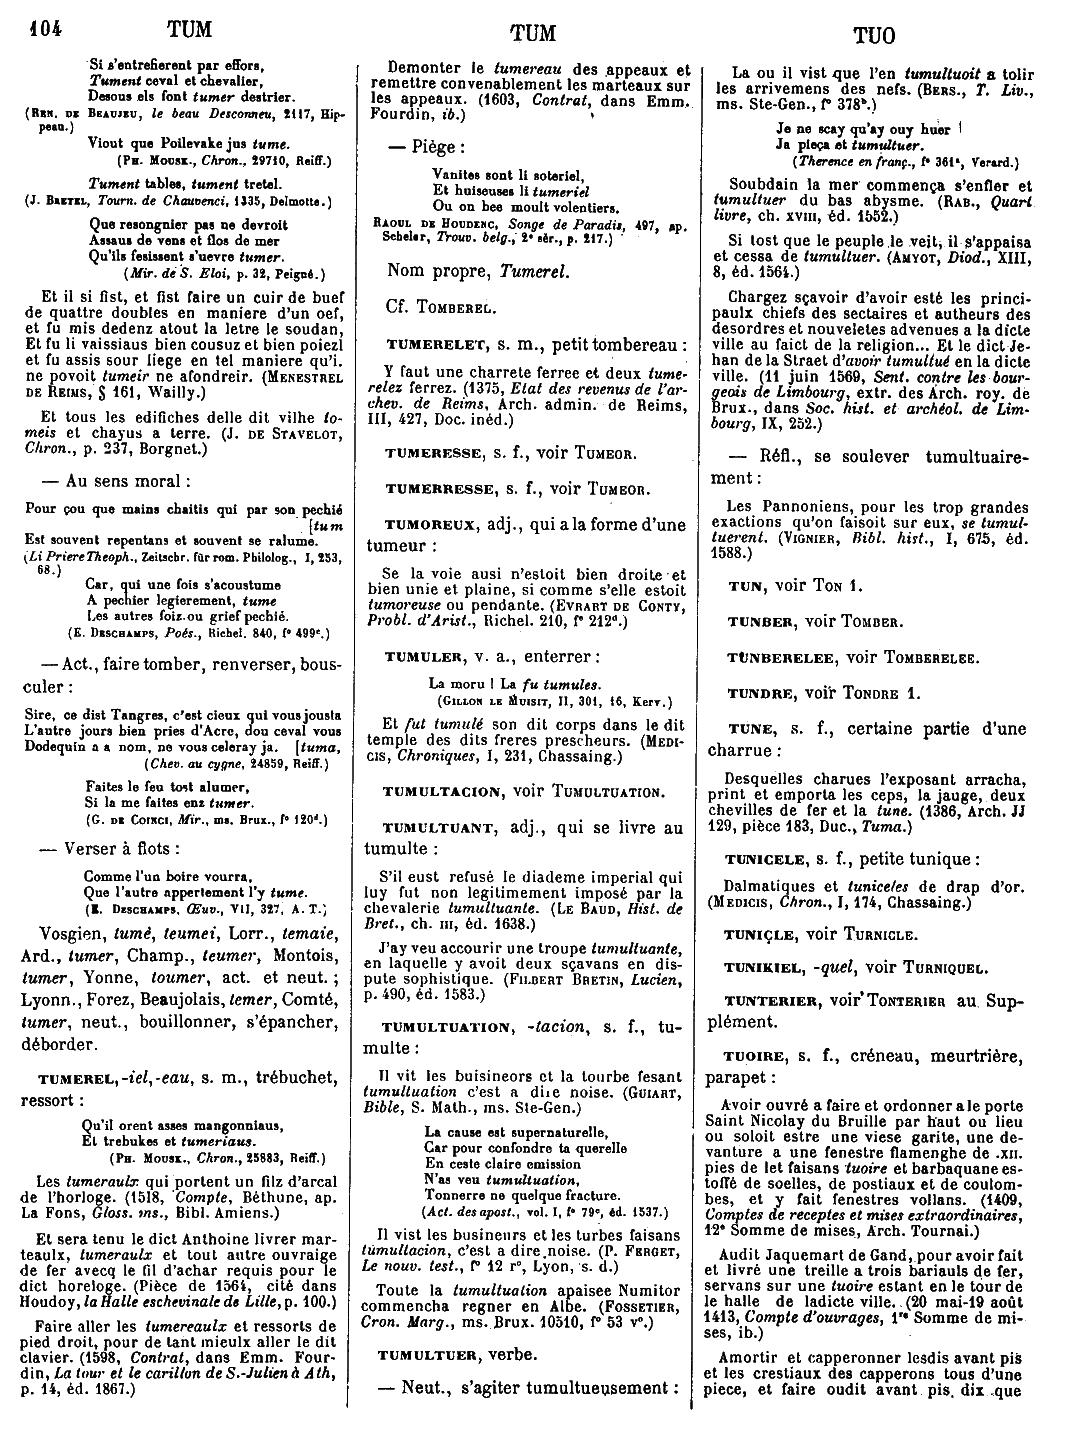 104
TUM
TUM
TUO
Si s'entrefierent par effors,
Tument ceval et chevalier,
Desous els font tumer destrier.
(REN. DE BEAUJEU, le beau Desconneu, 2117, Hip-
peau.)
Viout que Poilevake jus tume.
(PH. MOUSK., Chron., 29710, Reiff.)
Tument tables, tument tretel.
(J. BRETEL, Tourn. de Chauvenci, 1335, Delmotte.)
Que resongnier pas ne devroit
Assaus de vens et flos de mer
Qu'ils fesissent s'uevre tumer.
(Mir. de S. Eloi, p. 32, Peigné.)
Et il si fist, et fist faire un cuir de buef
de quattre doubles en maniere d'un oef,
et fu mis dedenz atout la letre le soudan,
Et fu li vaissiaus bien cousuz et bien poiez!
et fu assis sour liege en tel maniere qu'i.
ne povoit tumeir ne afondreir. (MENESTREL
DE REIMS, § 161, Wailly.)
Et tous les edifiches delle dit vilhe to-
meis et chayus a terre. (J. DE STAVELOT,
Chron., p. 237, Borgnet.)
— Au sens moral :
Pour çou que mains chaitis qui par son pechié
[tum
Est souvent repentans et souvent se ralume.
(Li Priere Theoph., Zeitschr. für rom. Philolog., I, 253,
68.)
Car, qui une fois s'acoustume
A pechier legierement, tume
Les autres foiz ou grief pechié.
(E. DESCHAMPS, Poés., Richel. 840, f° 499c.)
— Act., faire tomber, renverser, bous-
culer :
Sire, ce dist Tangres, c'est cieux qui vous jousta
L'autre jours bien pries d'Acre, dou ceval vous
Dodequin a a nom, ne vous celeray ja. [tuma,
(Chev. au cygne, 24859, Reiff.)
Faites le feu tost alumer,
Si la me faites enz tumer.
(G. DE COINCI, Mir., ms. Brux., f° 120d.)
— Verser à flots :
Comme l'un boire vourra,
Que l'autre appertement l'y tume.
(E. DESCHAMPS, Œuv., VII, 327, A. T.)
Vosgien, tumè, teumei, Lorr., temaie,
Ard., tumer, Champ., teumer, Montois,
tumer, Yonne, toumer, act. et neut. ;
Lyonn., Forez, Beaujolais, temer, Comté,
tumer, neut., bouillonner, s'épancher,
déborder.
TUMEREL, -iel, -eau, s. m., trébuchet,
ressort :
Qu'il orent asses mangonniaus,
Et trebukes et tumeriaus.
(PH. MOUSK., Chron., 25883, Reiff.)
Les tumeraulx qui portent un filz d'arcal
de l'horloge. (1518, Compte, Béthune, ap.
La Fons, Gloss. ms., Bibl. Amiens.)
Et sera tenu le dict Anthoine livrer mar-
teaulx, tumeraulx et tout autre ouvraige
de fer avecq le fil d'achar requis pour le
dict horeloge. (Pièce de 1564, cité dans
Houdoy, la Halle eschevinale de Lille, p. 100.)
Faire aller les tumereaulx et ressorts de
pied droit, pour de tant mieulx aller le dit
clavier. (1598, Contrat, dans Emm. Four-
din, La tour et le carillon de S.-Julien à Ath,
p. 14, éd. 1867.)
Demonter le tumereau des appeaux et
remettre convenablement les marteaux sur
les appeaux. (1603, Contrat, dans Emm.
Fourdin, ib.)
— Piège :
Vanites sont li soteriel,
Et huiseuses li tumeriel
Ou on bee moult volentiers.
RAOUL DE HOUDENC, Songe de Paradis, 497, ap.
Scheler, Trouv. belg., 2e sér., p. 217.)
Nom propre, Tumerel.
Cf. TOMBEREL.
TUMERELET, s. m., petit tombereau :
Y faut une charrete ferree et deux tume-
relez ferrez. (1375, Etat des revenus de l'ar-
chev. de Reims, Arch. admin. de Reims,
III, 427, Doc. inéd.)
TUMERESSE, s. f., voir TUMEOR.
TUMERRESSE, s. f., voir TUMEOR.
TUMOREUX, adj., qui a la forme d'une
tumeur :
Se la voie ausi n'estoit bien droite et
bien unie et plaine, si comme s'elle estoit
tumoreuse ou pendante. (EVRART DE CONTY,
Probl. d'Arist., Richel. 210, f° 212d.)
TUMULER, v. a., enterrer :
La moru ! La fu tumules.
(GILLON LE MUISIT, II, 301, 16, Kerv.)
Et fut tumulé son dit corps dans le dit
temple des dits freres prescheurs. (MEDI-
CIS, Chroniques, I, 231, Chassaing.)
TUMULTACION, voir TUMULTUATION.
TUMULTUANT, adj., qui se livre au
tumulte :
S'il eust refusé le diademe imperial qui
luy fut non legitimement imposé par la
chevalerie tumultuante. (LE BAUD, Hist. de
Bret., ch. III, éd. 1638.)
J'ay veu accourir une troupe tumultuante,
en laquelle y avoit deux sçavans en dis-
pute sophistique. (FILBERT BRETIN, Lucien,
p. 490, éd. 1583.)
TUMULTUATION, -tacion, s. f., tu-
multe :
Il vit les buisineors et la tourbe fesant
tumultuation c'est a dire noise. (GUIART,
Bible, S. Math., ms. Ste-Gen.)
La cause est supernaturelle,
Car pour confondre ta querelle
En ceste claire emission
N'as veu tumultuation,
Tonnerre ne quelque fracture.
(Act. des apost., vol. I, f° 79c, éd. 1537.)
Il vist les busineurs et les turbes faisans
tumultacion, c'est a dire noise. (P. FERGET,
Le nouv. test., f° 12 r°, Lyon, s. d.)
Toute la tumultuation apaisee Numitor
commencha regner en Albe. (FOSSETIER,
Cron. Marg., ms. Brux. 10510, f° 53 v°.)
TUMULTUER, verbe.
— Neut., s'agiter tumultueusement :
La ou il vist que l'en tumultuoit a tolir
les arrivemens des nefs. (BERS., T. Liv.,
ms. Ste-Gen., f° 378b.)
Je ne scay qu'ay ouy huer !
Ja pieça et tumultuer.
(Therence en franç., f° 361a, Verard.)
Soubdain la mer commença s'enfler et
tumultuer du bas abysme. (RAB., Quart
livre, ch. XVIII, éd. 1552.)
Si tost que le peuple le veit, il s'appaisa
et cessa de tumultuer. (AMYOT, Diod., XIII,
8, éd. 1564.)
Chargez sçavoir d'avoir esté les princi-
paulx chiefs des sectaires et autheurs des
desordres et nouveletes advenues a la dicte
ville au faict de la religion... Et le dict Je-
han de la Straet d'avoir tumultué en la dicte
ville. (11 juin 1569, Sent. contre les bour-
geois de Limbourg, extr. des Arch. roy. de
Brux., dans Soc. hist. et archéol. de Lim-
bourg, IX, 252.)
— Réfl., se soulever tumultuaire-
ment :
Les Pannoniens, pour les trop grandes
exactions qu'on faisoit sur eux, se tumul-
tuerent. (VIGNIER, Bibl. hist., I, 675, éd.
1588.)
TUN, voir TON 1.
TUNBER, voir TOMBER.
TUNBERELEE, voir TOMBERELEE.
TUNDRE, voir TONDRE 1.
TUNE, s. f., certaine partie d'une
charrue :
Desquelles charues l'exposant arracha,
print et emporta les ceps, la jauge, deux
chevilles de fer et la tune. (1386, Arch. JJ
129, pièce 183, Duc., Tuma.)
TUNICELE, s. f., petite tunique :
Dalmatiques et tuniceles de drap d'or.
(MEDICIS, Chron., I, 174, Chassaing.)
TUNIÇLE, voir TURNICLE.
TUNIKIEL, -quel, voir TURNIQUEL.
TUNTERIER, voir TONTERIER au Sup-
plément.
TUOIRE, s. f., créneau, meurtrière,
parapet :
Avoir ouvré a faire et ordonner a le porte
Saint Nicolay du Bruille par haut ou lieu
ou soloit estre une viese garite, une de-
vanture a une fenestre flamenghe de .XII.
pies de let faisans tuoire et barbaquane es-
toffé de soelles, de postiaux et de coulom-
bes, et y fait fenestres vollans. (1409,
Comptes de receptes et mises extraordinaires,
12e Somme de mises, Arch. Tournai.)
Audit Jaquemart de Gand, pour avoir fait
et livré une treille a trois bariauls de fer,
servans sur une tuoire estant en le tour de
le halle de ladicte ville. (20 mai-19 août
1413, Compte d'ouvrages, 1re Somme de mi-
ses, ib.)
Amortir et capperonner lesdis avant pis
et les crestiaux des capperons tous d'une
piece, et faire oudit avant pis, dix que